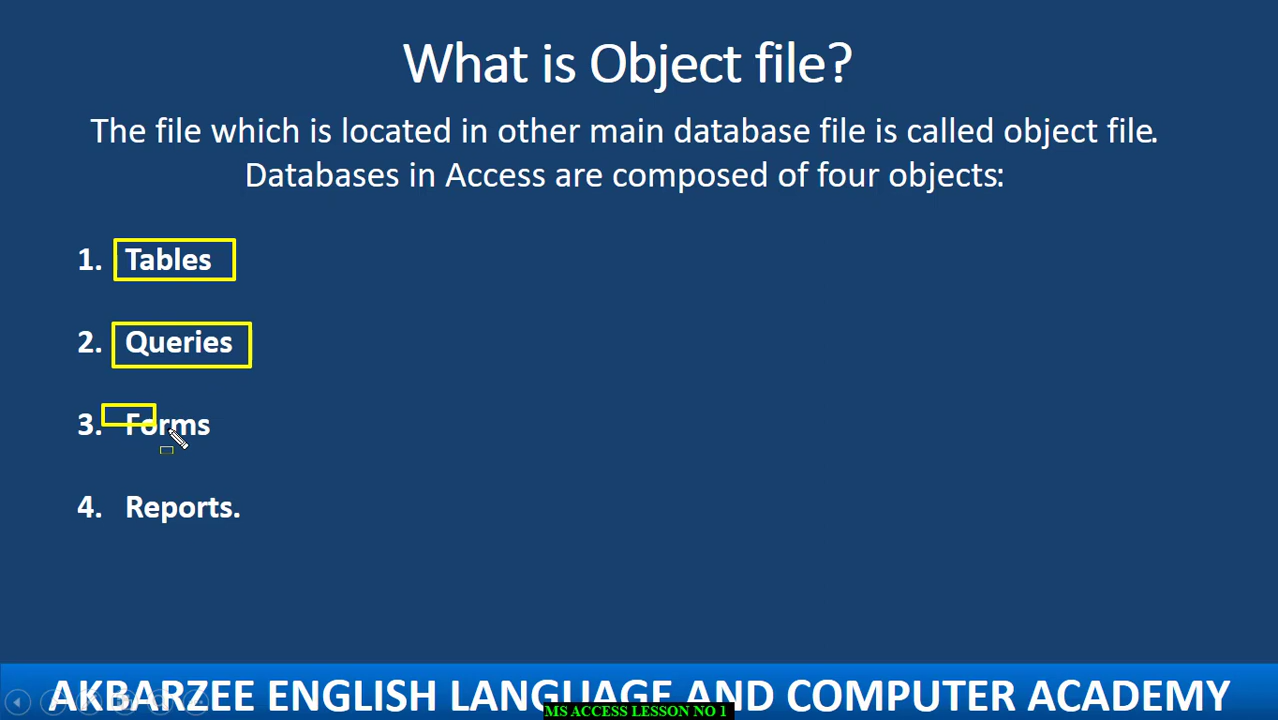 What is Object file?
The file which is located in other main database file is called object file.
Databases in Access are composed of four objects:
1. Tables
2. Queries
3. Forms
4. Reports.
AKBARZEE ENGLISH LANGUAGE AND COMPUTER ACADEMY
MS ACCESS LESSON NO 1